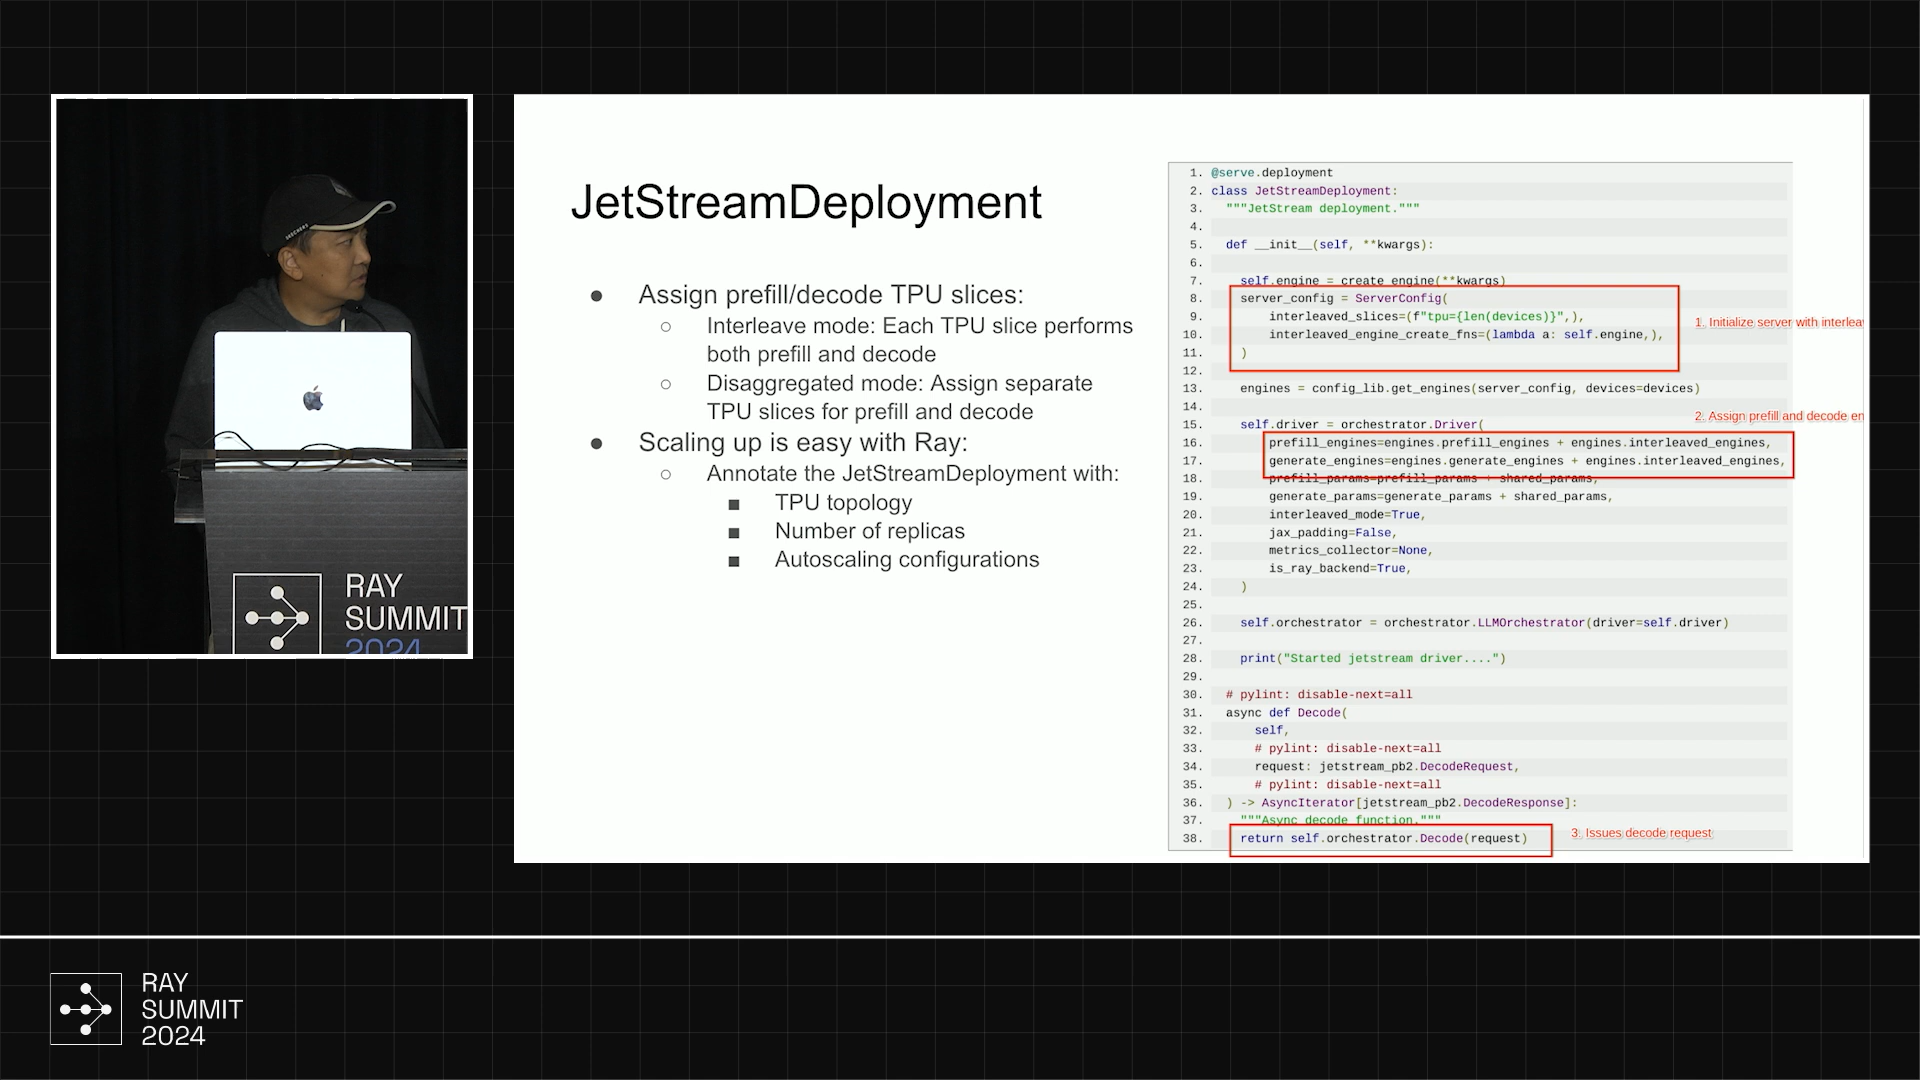 JetStreamDeployment
● Assign prefill/decode TPU slices:
○ Interleave mode: Each TPU slice performs
both prefill and decode
○ Disaggregated mode: Assign separate
TPU slices for prefill and decode
● Scaling up is easy with Ray:
○ Annotate the JetStreamDeployment with:
■ TPU topology
■ Number of replicas
■ Autoscaling configurations
1. @serve.deployment
2. class JetStreamDeployment:
3. """JetStream deployment."""
4.
5. def __init__(self, **kwargs):
6.
7. self.engine = create_engine(**kwargs)
8. server_config = ServerConfig(
9. interleaved_slices=(f"tpu={len(devices)}",),
10. interleaved_engine_create_fns=(lambda a: self.engine,),
11. )
12.
13. engines = config_lib.get_engines(server_config, devices=devices)
14.
15. self.driver = orchestrator.Driver(
16. prefill_engines=engines.prefill_engines + engines.interleaved_engines,
17. generate_engines=engines.generate_engines + engines.interleaved_engines,
18. prefill_params=prefill_params + shared_params,
19. generate_params=generate_params + shared_params,
20. interleaved_mode=True,
21. jax_padding=False,
22. metrics_collector=None,
23. is_ray_backend=True,
24. )
25.
26. self.orchestrator = orchestrator.LLMOrchestrator(driver=self.driver)
27.
28. print("Started jetstream driver....")
29.
30. # pylint: disable-next=all
31. async def Decode(
32. self,
33. # pylint: disable-next=all
34. request: jetstream_pb2.DecodeRequest,
35. # pylint: disable-next=all
36. ) -> AsyncIterator[jetstream_pb2.DecodeResponse]:
37. """Async decode function."""
38. return self.orchestrator.Decode(request)
1. Initialize server with interlea
2. Assign prefill and decode en
3. Issues decode request
SKECHERS
RAY
SUMMIT
2024
RAY
SUMMIT
2024